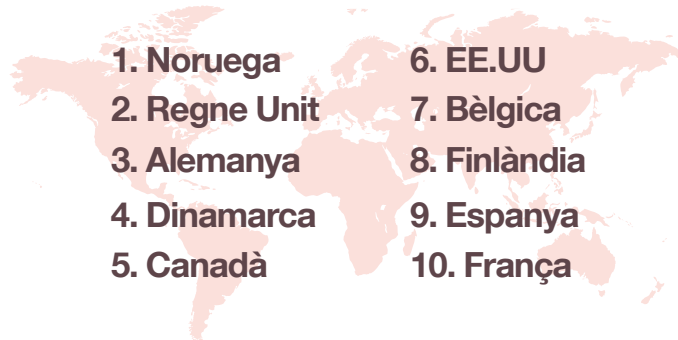 1. Noruega
2. Regne Unit
3. Alemanya
4. Dinamarca
5. Canadà
6. EE.UU
7. Bèlgica
8. Finlàndia
9. Espanya
10. França